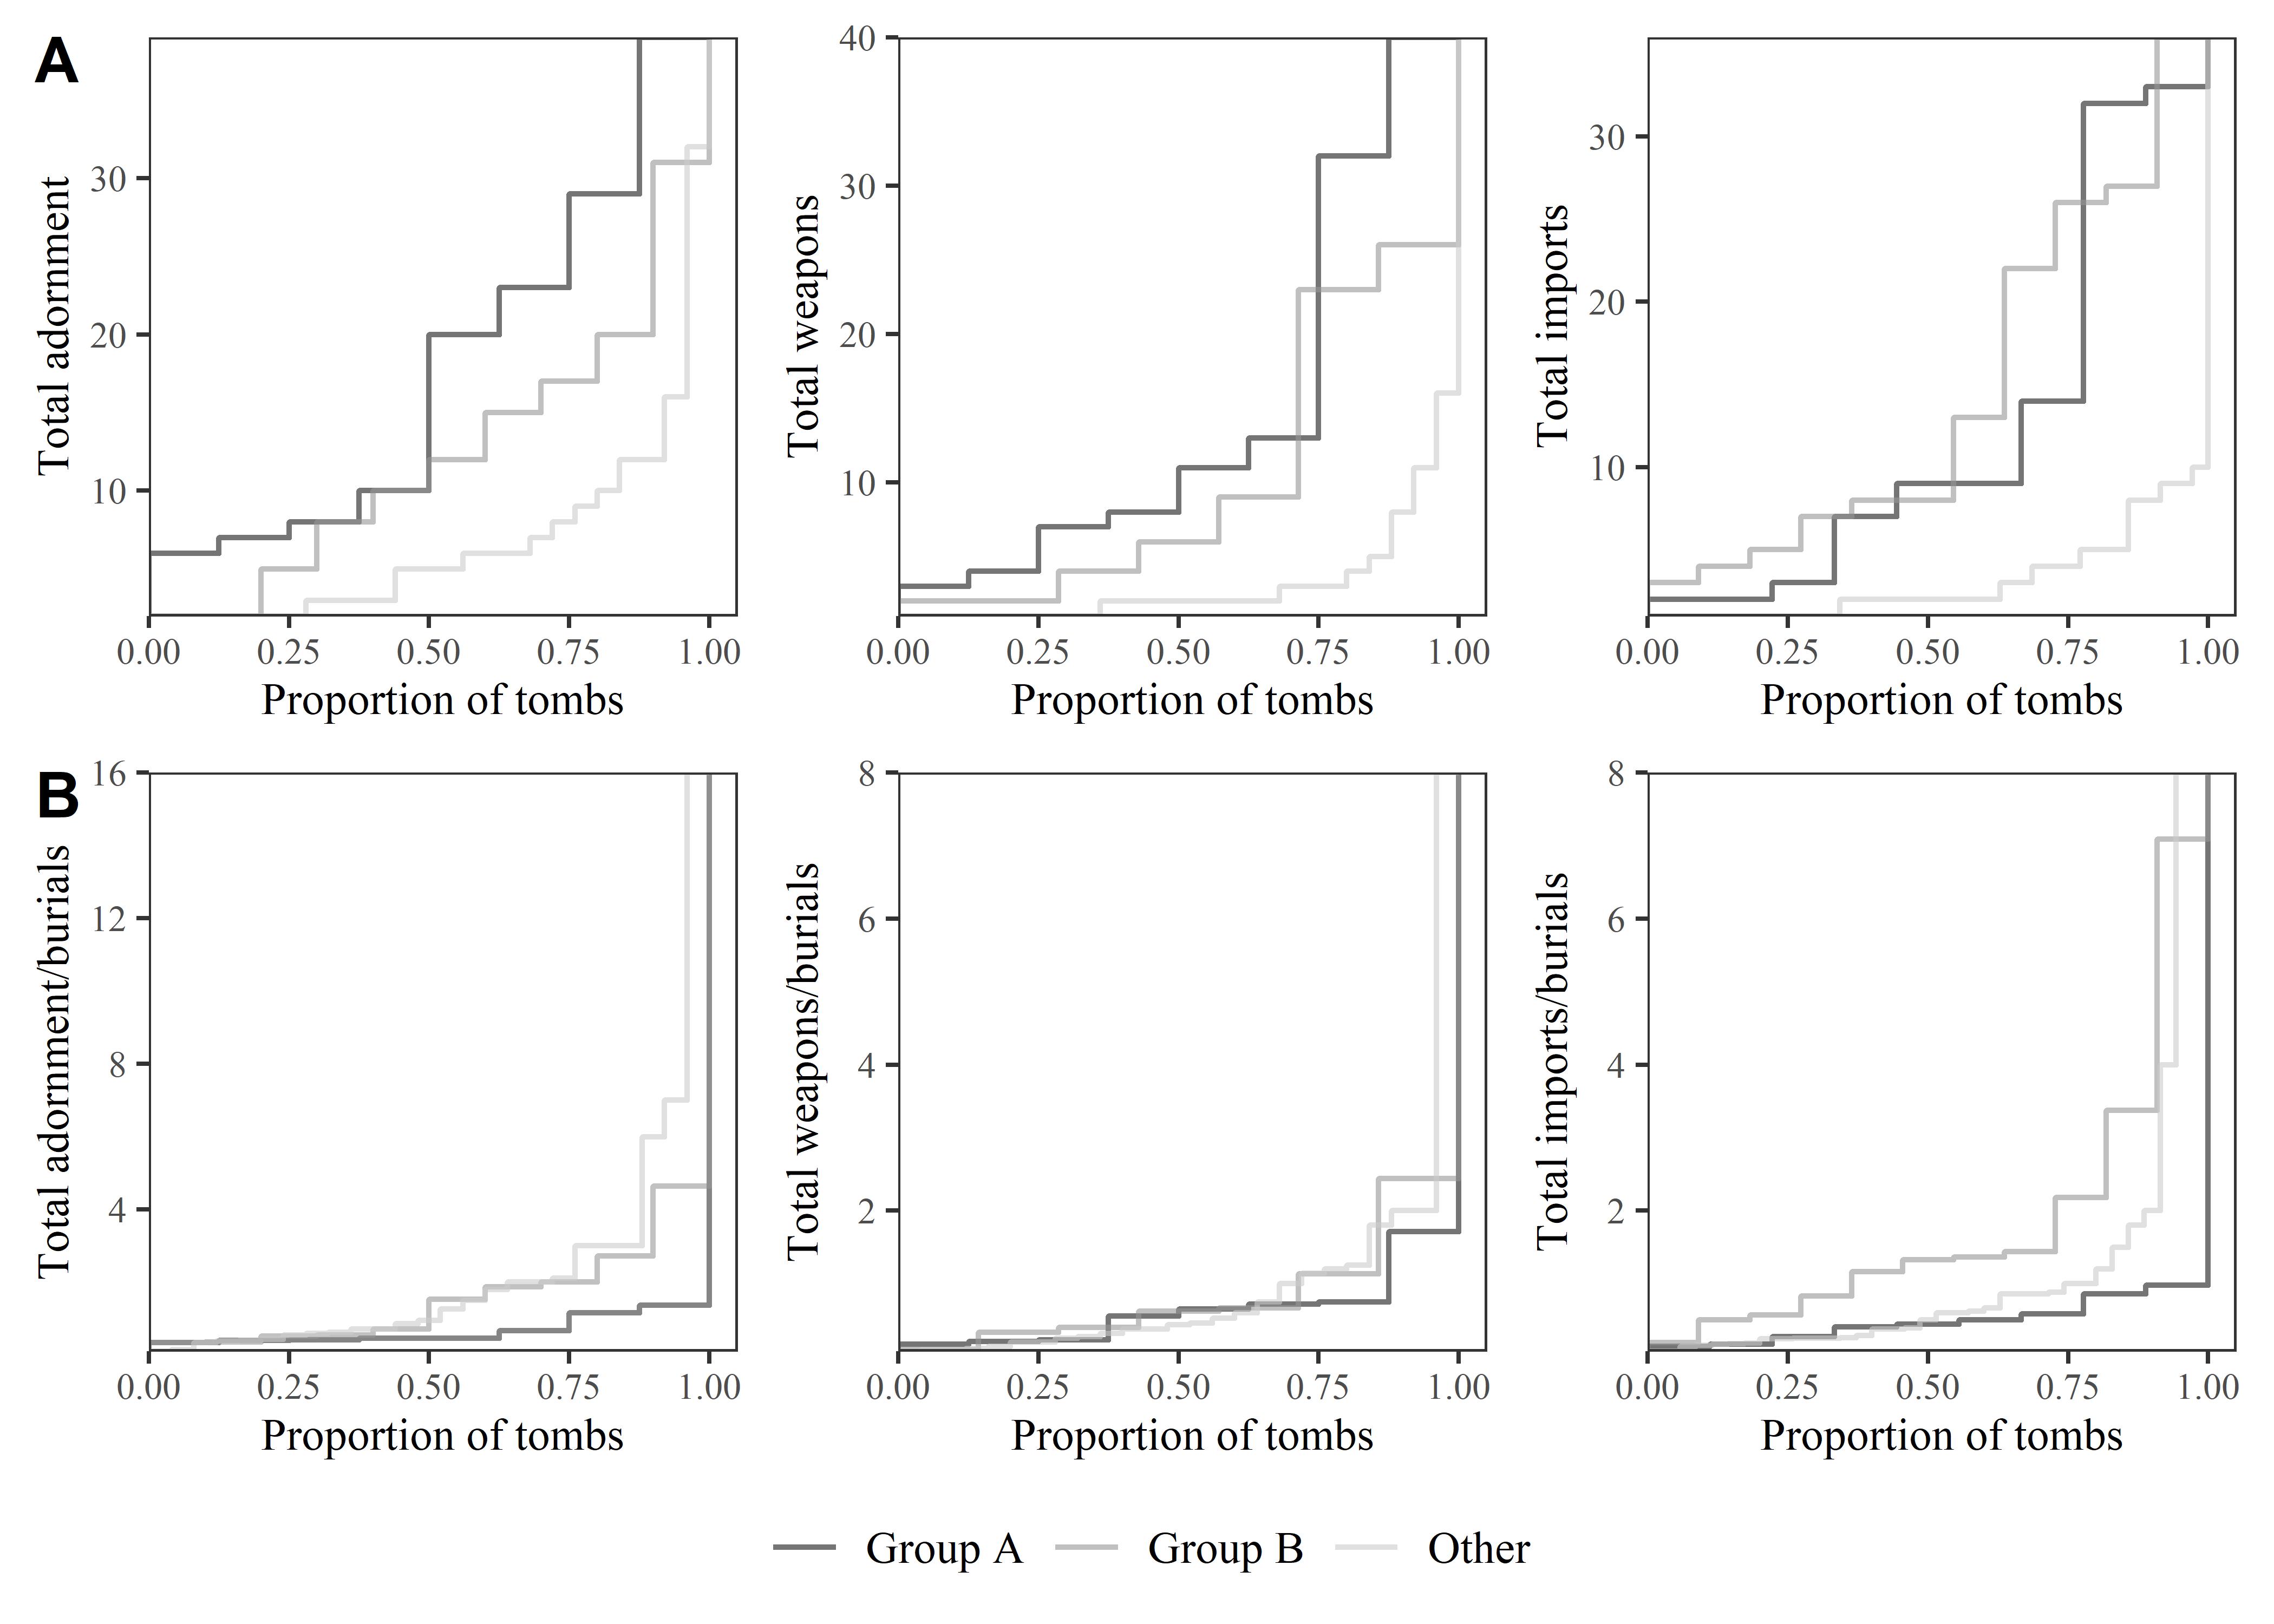 A
Total adornment
30
20
10
0.00 0.25 0.50 0.75 1.00
Proportion of tombs
Total weapons
40
30
20
10
0.00 0.25 0.50 0.75 1.00
Proportion of tombs
Total imports
30
20
10
0.00 0.25 0.50 0.75 1.00
Proportion of tombs
B
Total adornment/burials
16
12
8
4
0.00 0.25 0.50 0.75 1.00
Proportion of tombs
Total weapons/burials
8
6
4
2
0.00 0.25 0.50 0.75 1.00
Proportion of tombs
Total imports/burials
8
6
4
2
0.00 0.25 0.50 0.75 1.00
Proportion of tombs
Group A Group B Other